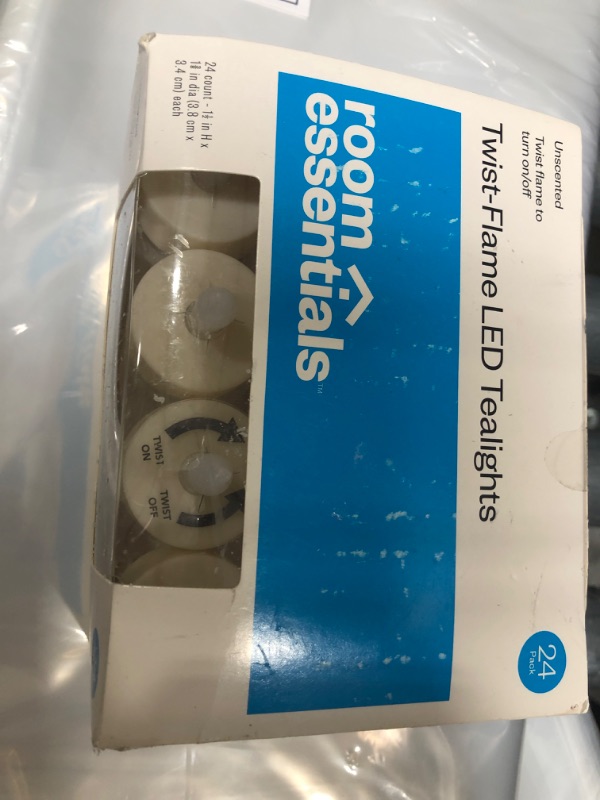 Unscented
Twist flame to
turn on/off
Twist-Flame LED Tealights
24
Pack
room
essentials™
24 count - 1½ in H x
1⅜ in dia (3.8 cm x
3.4 cm) each
TWIST
ON
TWIST
OFF